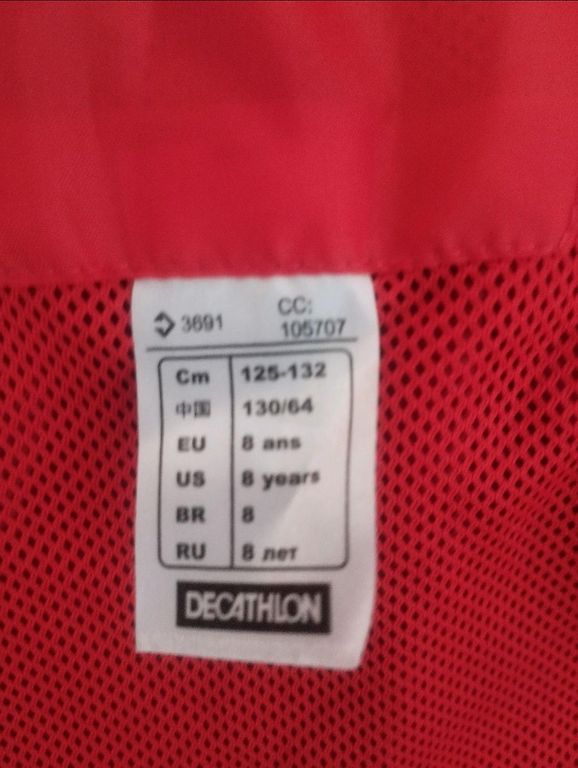 3691 CC:
105707
Cm 125-132
中国 130/64
EU 8 ans
US 8 years
BR 8
RU 8 лет
DECATHLON